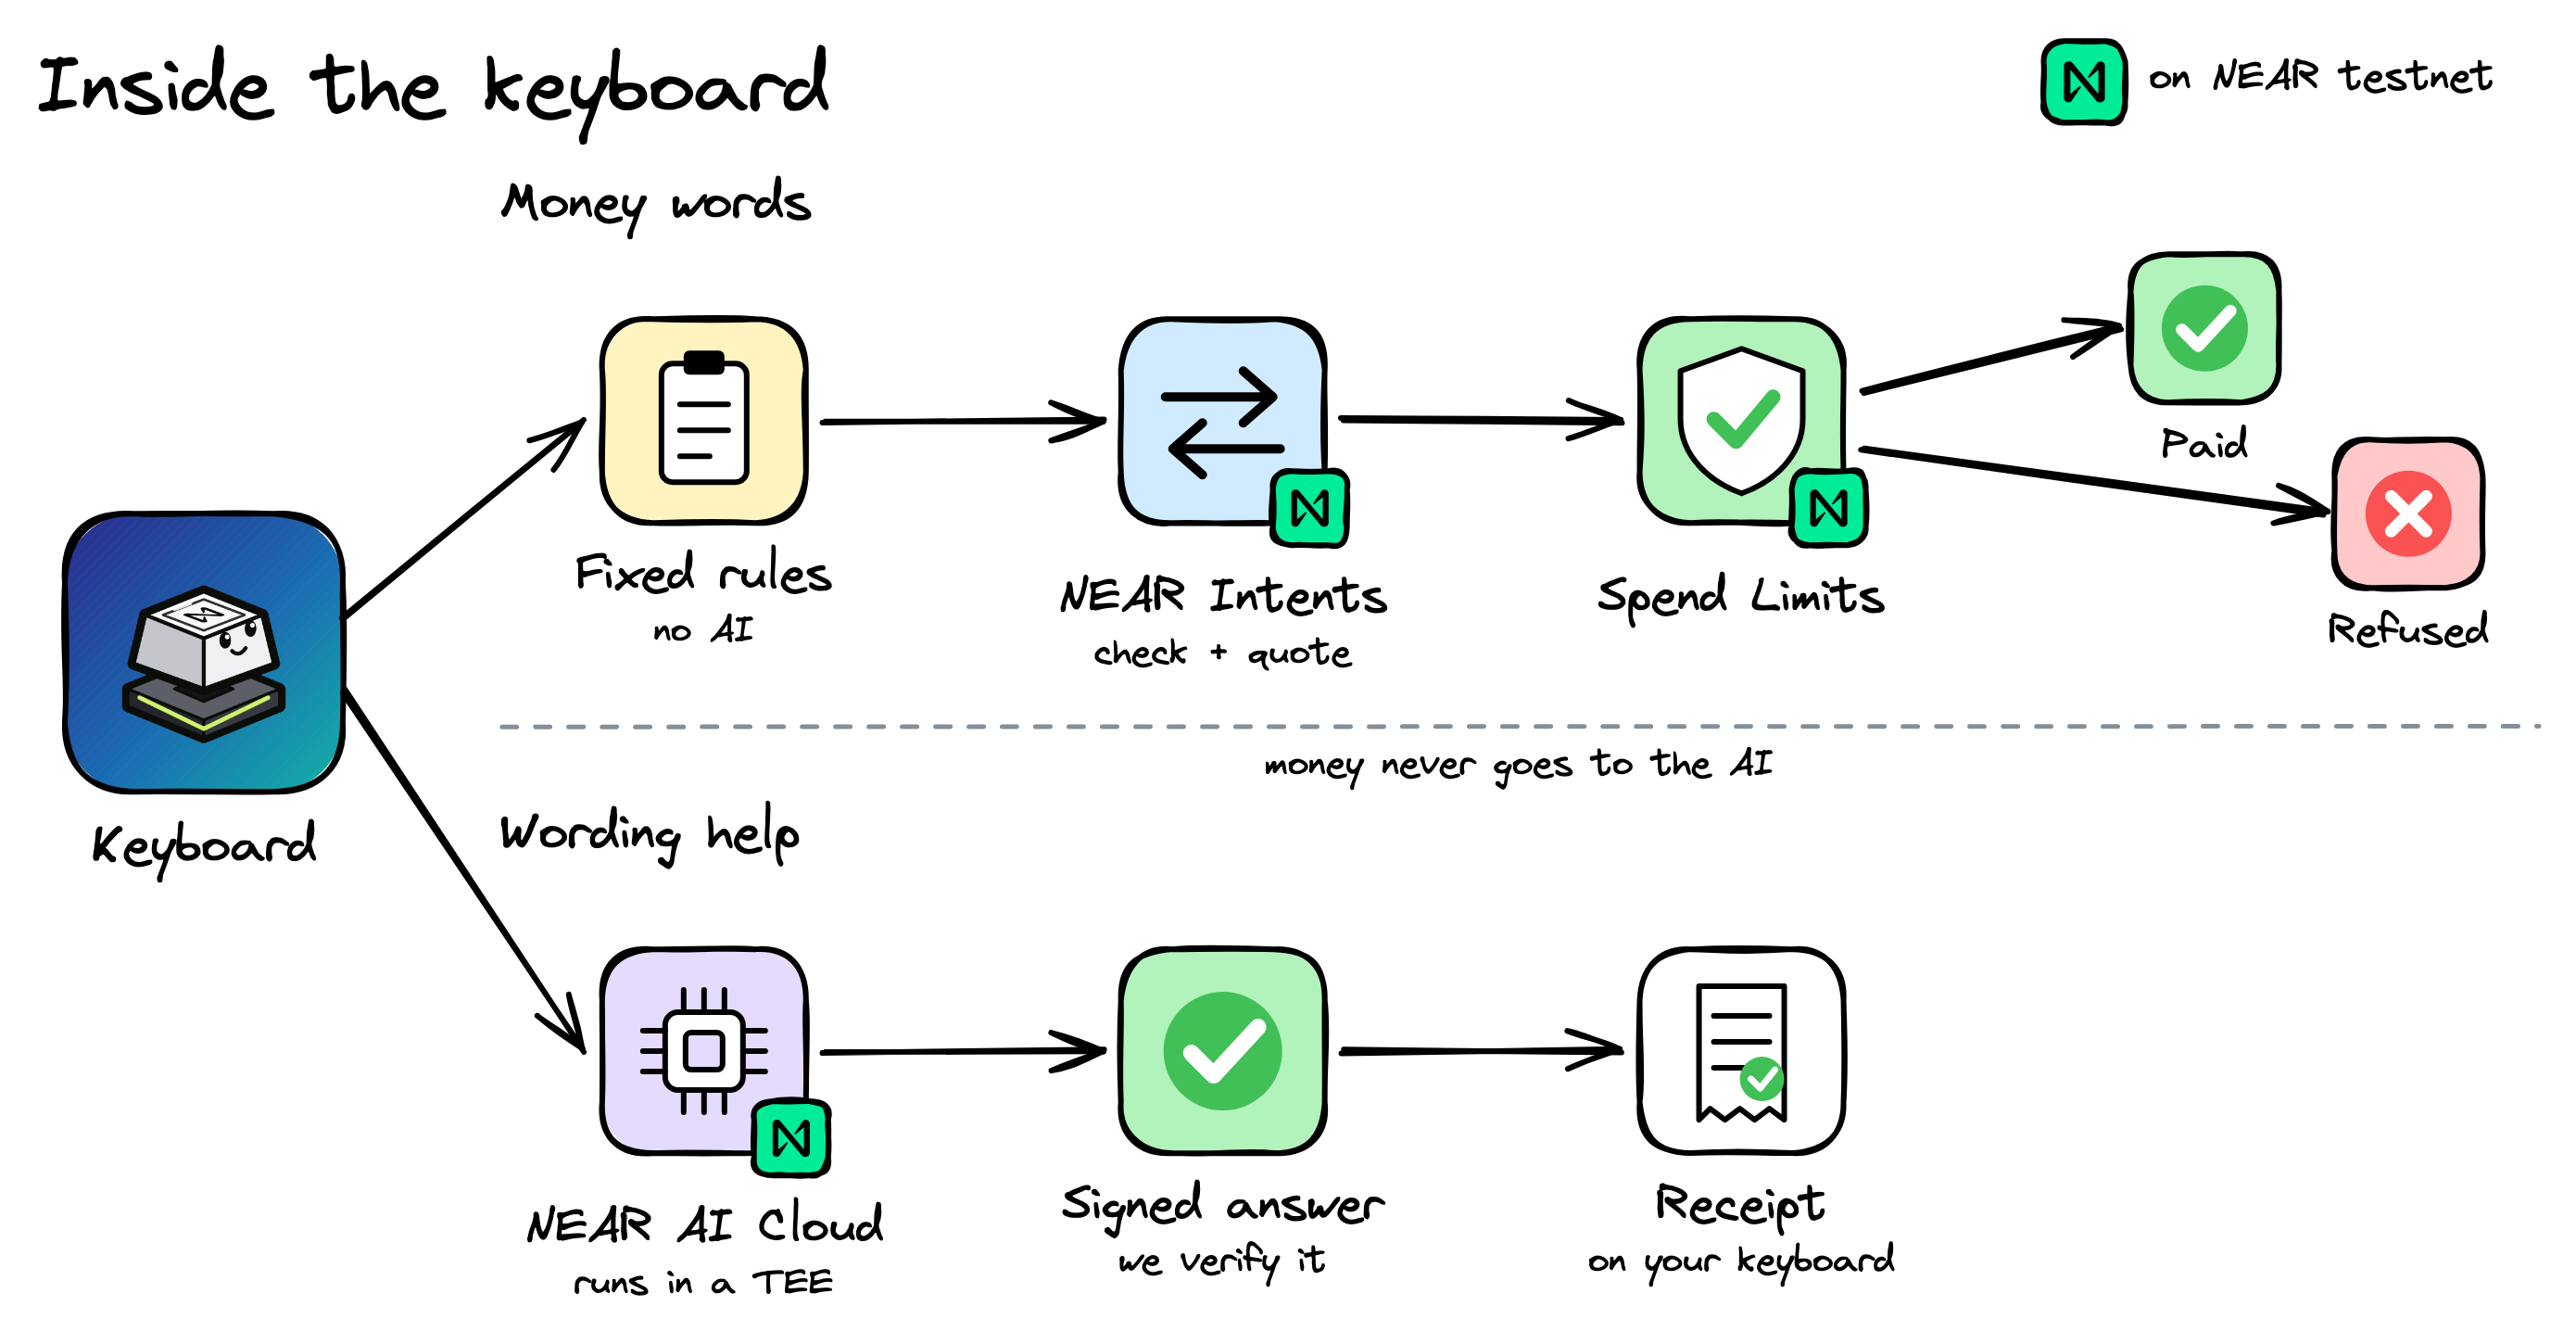 Inside the keyboard
on NEAR testnet
Money words
Paid
Fixed rules
no AI
NEAR Intents
check + quote
Spend Limits
Refused
money never goes to the AI
Keyboard
Wording help
NEAR AI Cloud
runs in a TEE
Signed answer
we verify it
Receipt
on your keyboard